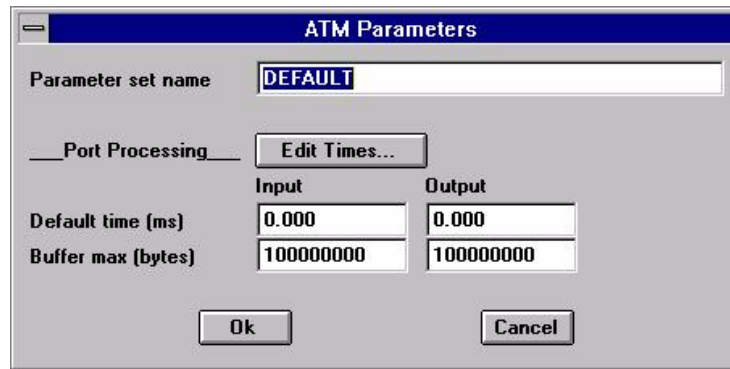 ATM Parameters
Parameter set name DEFAULT
___Port Processing___ Edit Times...
Input Output
Default time (ms) 0.000 0.000
Buffer max (bytes) 100000000 100000000
Ok Cancel